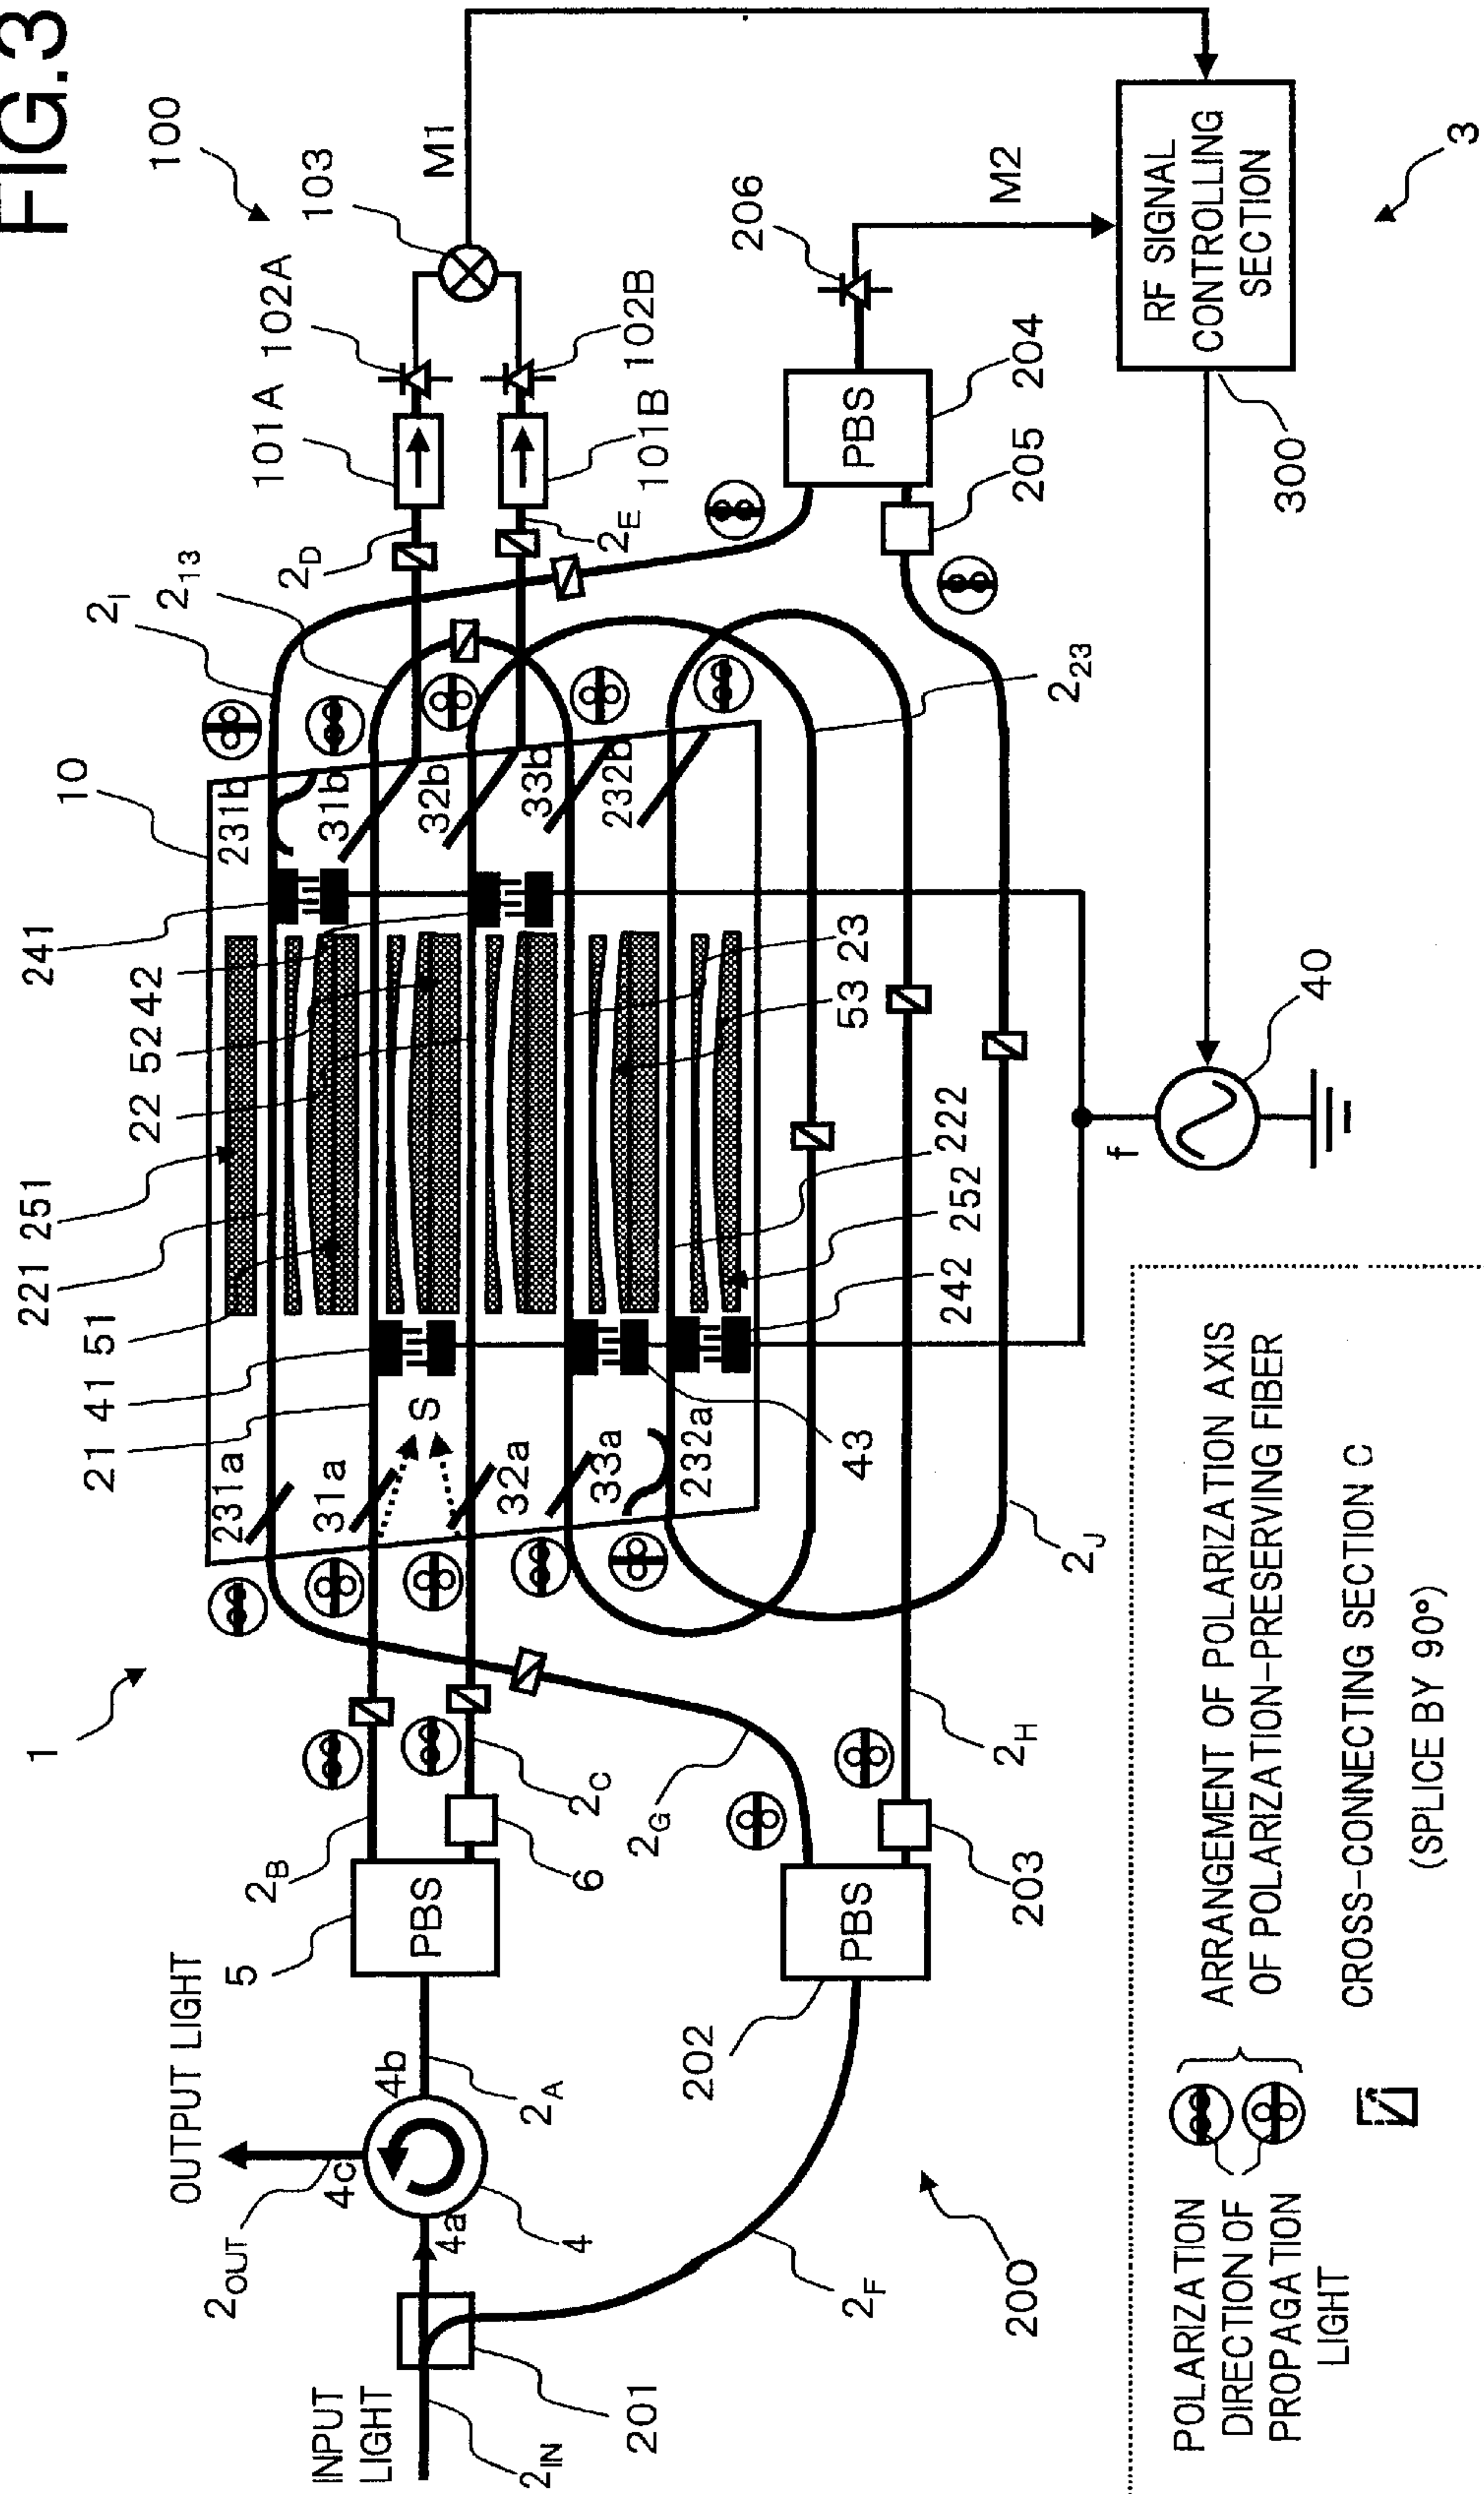 FIG.3
1
10
100
3
200
INPUT
LIGHT
OUTPUT LIGHT
2IN
201
2OUT
4a
4b
4c
4
2A
5
PBS
2B
6
2C
2F
202
PBS
203
2G
2H
2J
21
41
51
221
251
22
52
42
241
231a
31a
32a
33a
232a
S
43
242
252
222
53
23
231b
31b
32b
33b
232b
2I
213
223
2D
2E
101A
102A
101B
102B
103
M1
PBS
204
205
206
M2
RF SIGNAL
CONTROLLING
SECTION
300
40
f
POLARIZATION
DIRECTION OF
PROPAGATION
LIGHT
ARRANGEMENT OF POLARIZATION AXIS
OF POLARIZATION-PRESERVING FIBER
CROSS-CONNECTING SECTION C
(SPLICE BY 90°)